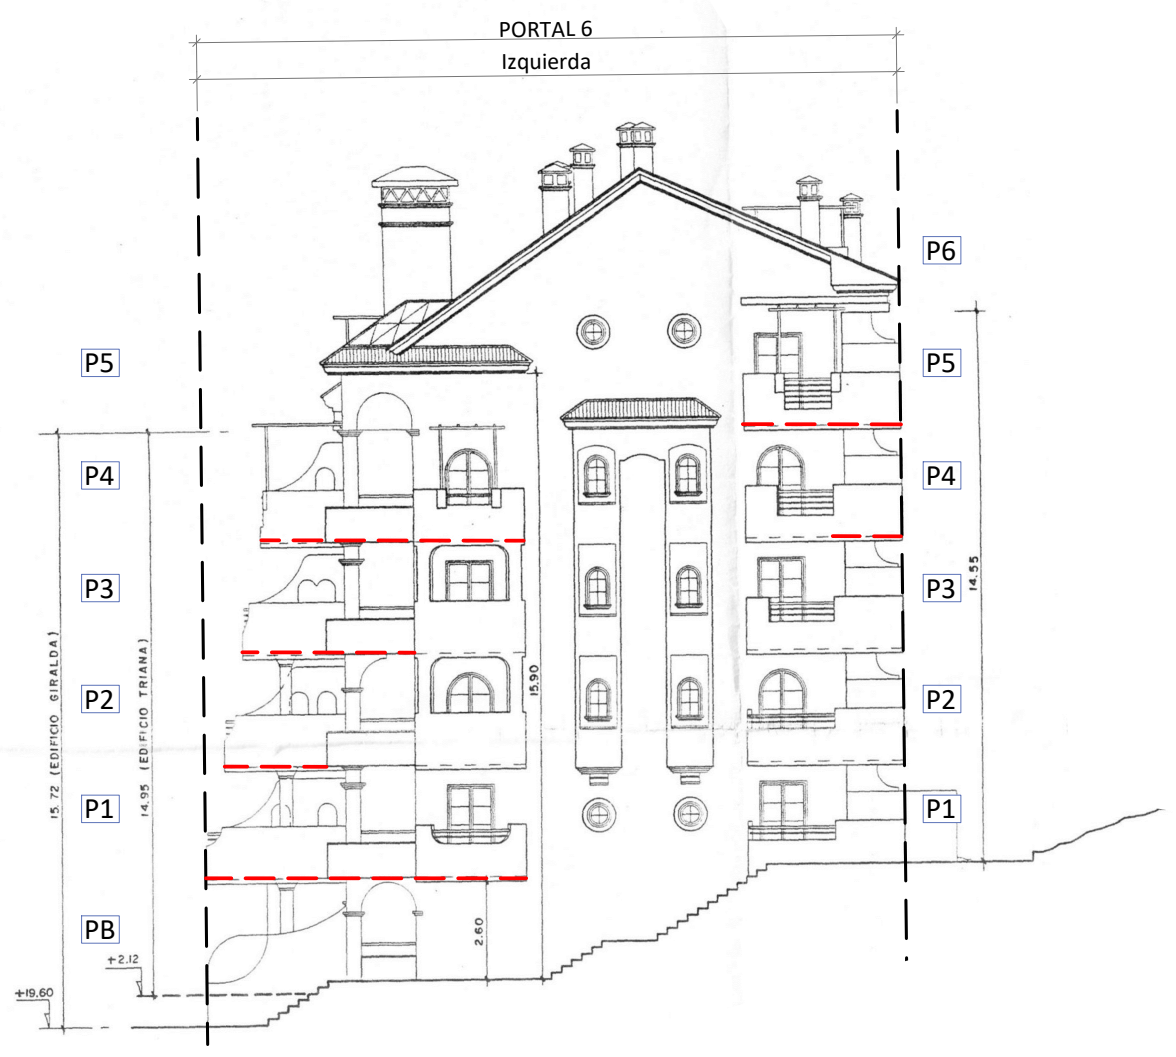 PORTAL 6
Izquierda
P6
P5
P5
P4
P4
P3
P3
14.55
15.72 (EDIFICIO GIRALDA)
14.95 (EDIFICIO TRIANA)
15.90
P2
P2
P1
P1
PB
2.60
+2.12
+19.60